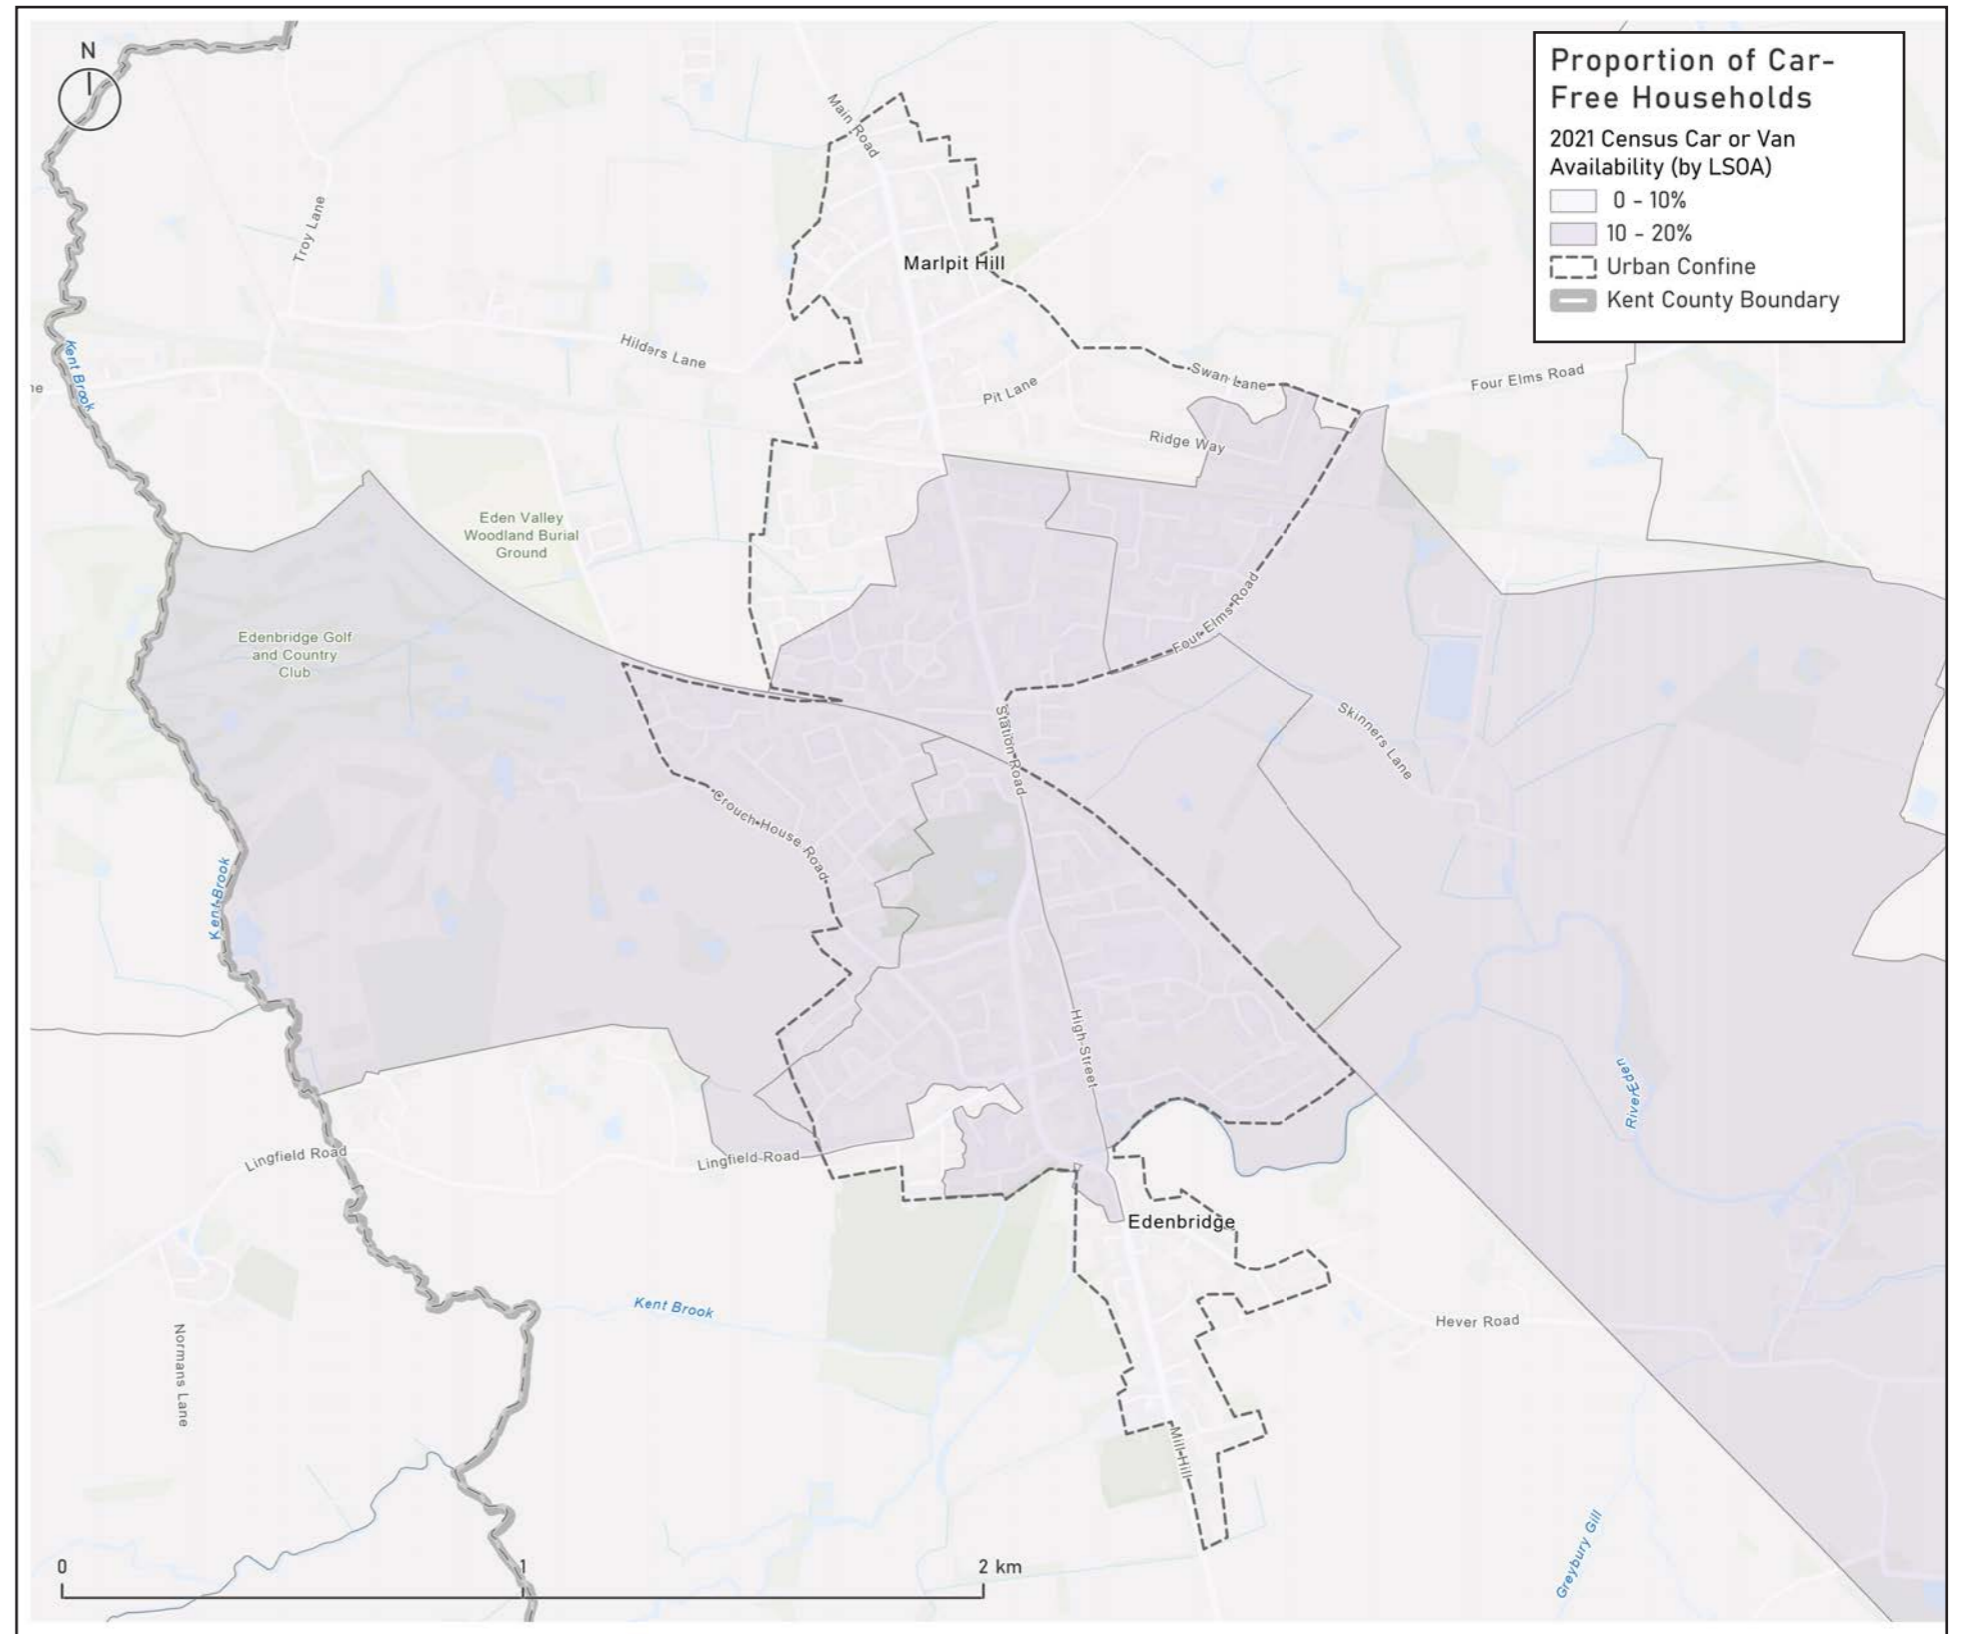 N
Proportion of Car-
Free Households
2021 Census Car or Van
Availability (by LSOA)
0 - 10%
10 - 20%
Urban Confine
Kent County Boundary
Main Road
Troy Lane
Marlpit Hill
Hilders Lane
Kent Brook
Swan Lane
Four Elms Road
Pit Lane
Ridge Way
Eden Valley
Woodland Burial
Ground
Four Elms Road
Edenbridge Golf
and Country
Club
Station Road
Skinners Lane
Crouch House Road
Kent Brook
High Street
River Eden
Lingfield Road
Lingfield Road
Edenbridge
Kent Brook
Hever Road
Normans Lane
Mill Hill
Greybury Gill
0 1 2 km